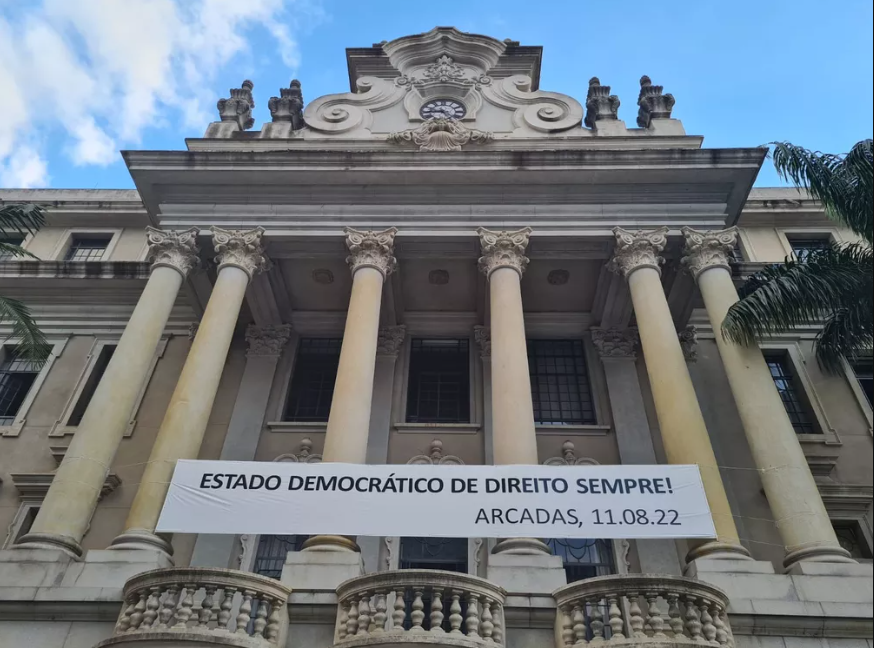 ESTADO DEMOCRÁTICO DE DIREITO SEMPRE!
ARCADAS, 11.08.22